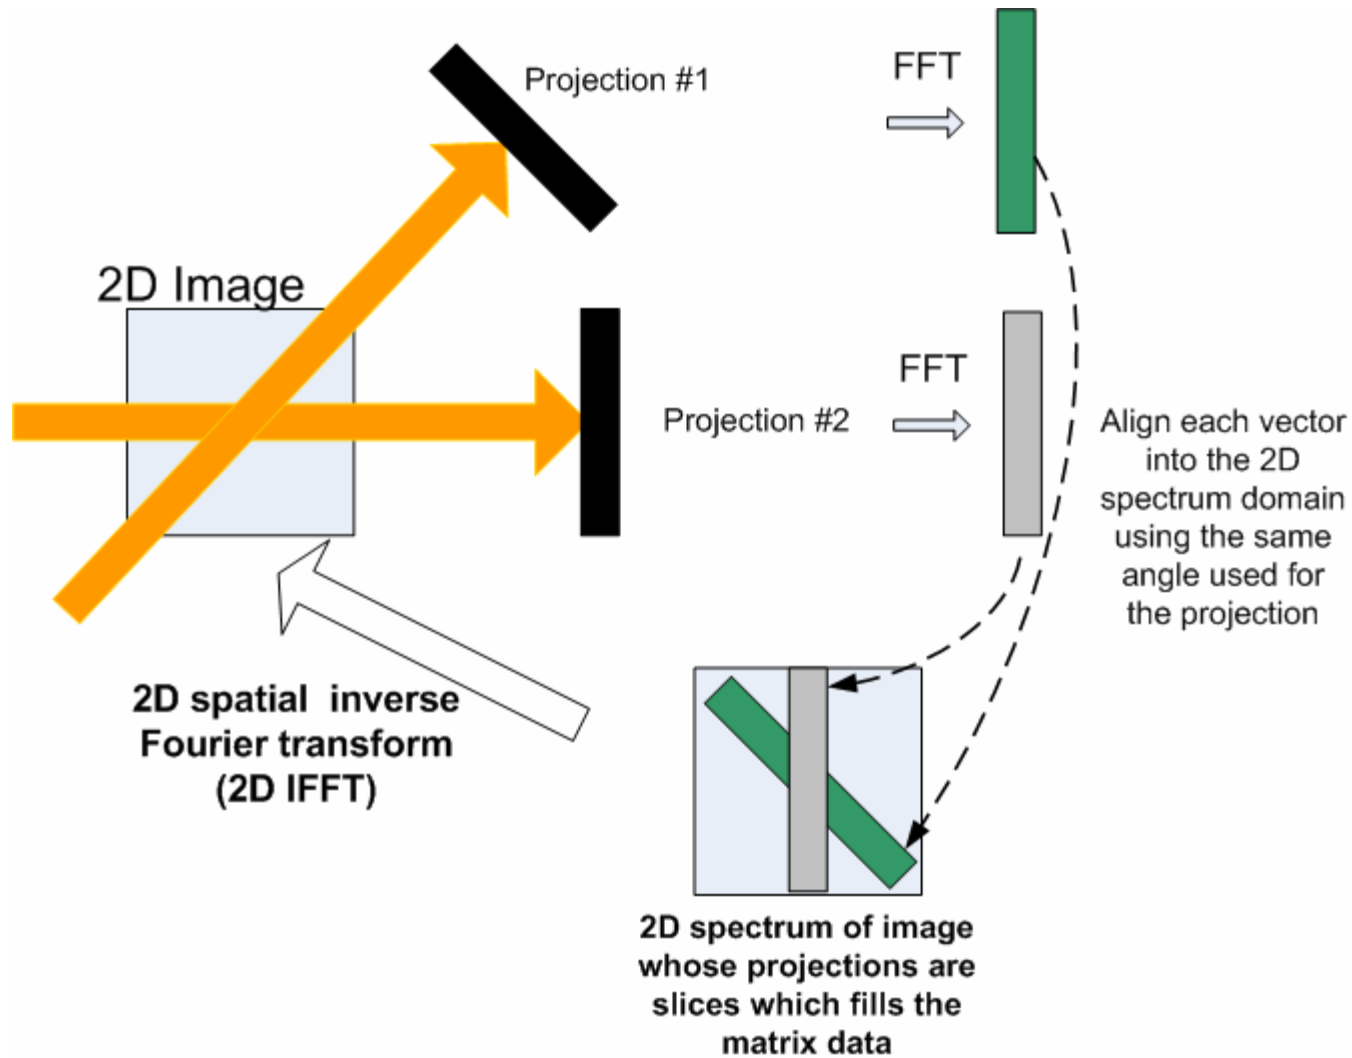 Projection #1
FFT
2D Image
FFT
Projection #2
Align each vector
into the 2D
spectrum domain
using the same
angle used for
the projection
2D spatial inverse
Fourier transform
(2D IFFT)
2D spectrum of image
whose projections are
slices which fills the
matrix data